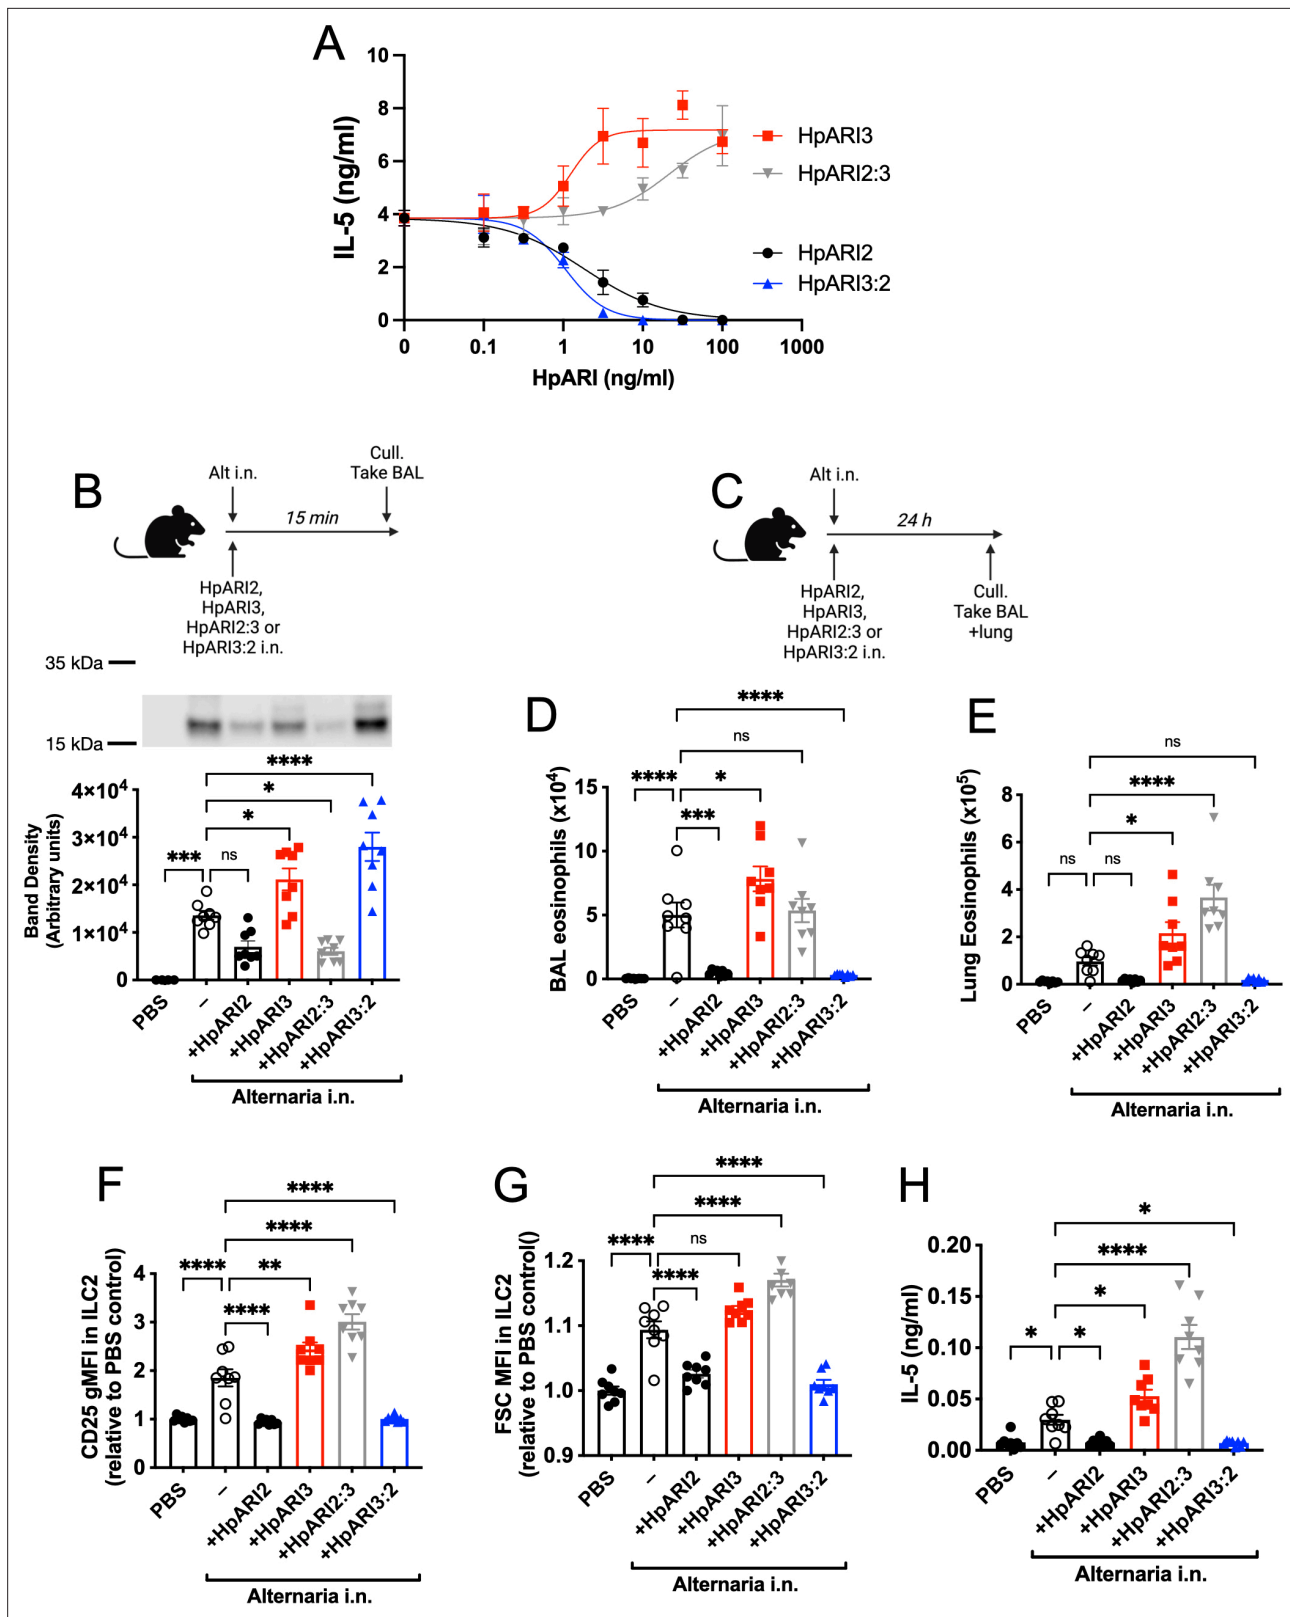 A
10
8
6
4
2
0
IL-5 (ng/ml)
0
0.1
1
10
100
1000
HpARI (ng/ml)
HpARI3
HpARI2:3
HpARI2
HpARI3:2
B
Alt i.n.
Cull.
Take BAL
15 min
HpARI2,
HpARI3,
HpARI2:3 or
HpARI3:2 i.n.
35 kDa
15 kDa
****
*
*
***
ns
4×10⁴
3×10⁴
2×10⁴
1×10⁴
0
Band Density
(Arbitrary units)
PBS
–
+HpARI2
+HpARI3
+HpARI2:3
+HpARI3:2
Alternaria i.n.
C
Alt i.n.
24 h
HpARI2,
HpARI3,
HpARI2:3 or
HpARI3:2 i.n.
Cull.
Take BAL
+lung
D
****
ns
****
*
***
15
10
5
0
BAL eosinophils (x10⁴)
PBS
–
+HpARI2
+HpARI3
+HpARI2:3
+HpARI3:2
Alternaria i.n.
E
ns
****
*
ns
ns
8
6
4
2
0
Lung Eosinophils (x10⁵)
PBS
–
+HpARI2
+HpARI3
+HpARI2:3
+HpARI3:2
Alternaria i.n.
F
****
****
****
**
****
4
3
2
1
0
CD25 gMFI in ILC2
(relative to PBS control)
PBS
–
+HpARI2
+HpARI3
+HpARI2:3
+HpARI3:2
Alternaria i.n.
G
****
****
****
ns
****
1.2
1.1
1.0
0.9
FSC MFI in ILC2
(relative to PBS control()
PBS
–
+HpARI2
+HpARI3
+HpARI2:3
+HpARI3:2
Alternaria i.n.
H
*
****
*
*
*
0.20
0.15
0.10
0.05
0.00
IL-5 (ng/ml)
PBS
–
+HpARI2
+HpARI3
+HpARI2:3
+HpARI3:2
Alternaria i.n.